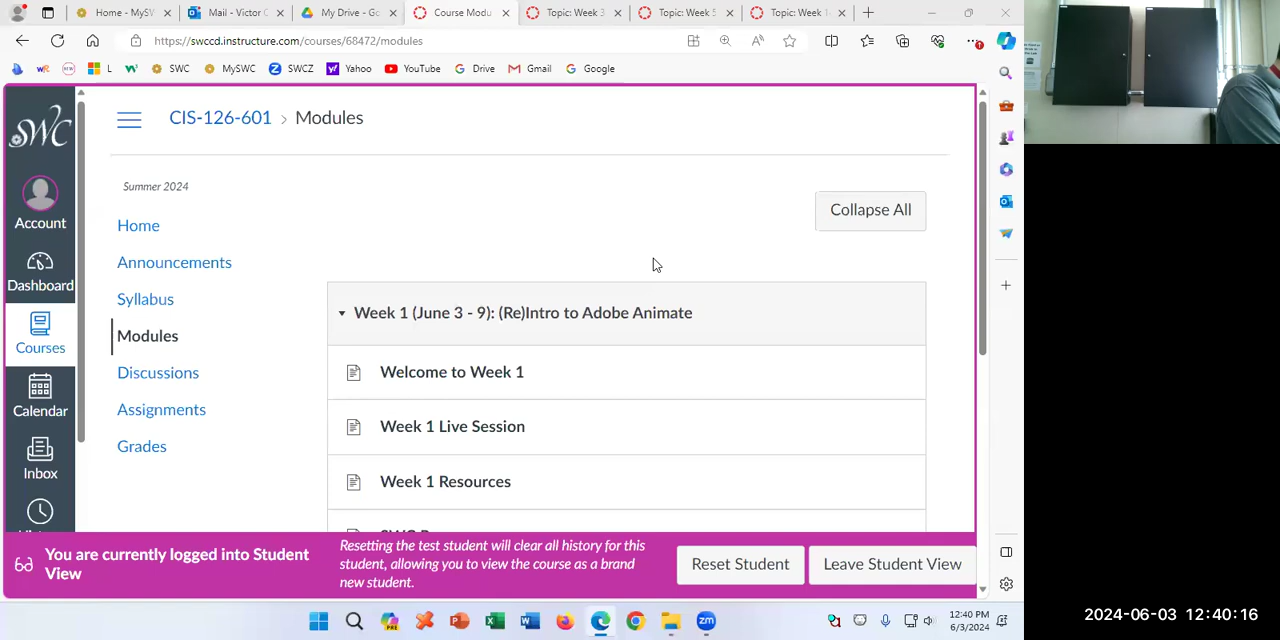 Home - MySW
Mail - Victor C
My Drive - Go
Course Modu
Topic: Week 3
Topic: Week 5
Topic: Week 1
https://swccd.instructure.com/courses/68472/modules
L
SWC
MySWC
SWCZ
Yahoo
YouTube
Drive
Gmail
Google
SWC
CIS-126-601 > Modules
Summer 2024
Collapse All
Account
Home
Announcements
Dashboard
Syllabus
Week 1 (June 3 - 9): (Re)Intro to Adobe Animate
Modules
Courses
Discussions
Welcome to Week 1
Calendar
Assignments
Week 1 Live Session
Grades
Inbox
Week 1 Resources
You are currently logged into Student
View
Resetting the test student will clear all history for this
student, allowing you to view the course as a brand
new student.
Reset Student
Leave Student View
12:40 PM
6/3/2024
2024-06-03 12:40:16